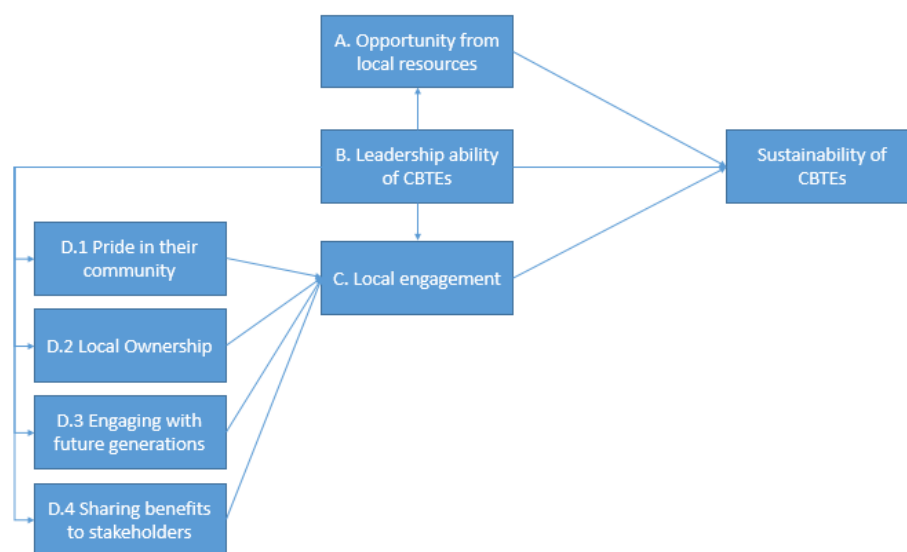 A. Opportunity from
local resources
B. Leadership ability
of CBTEs
Sustainability of
CBTEs
D.1 Pride in their
community
C. Local engagement
D.2 Local Ownership
D.3 Engaging with
future generations
D.4 Sharing benefits
to stakeholders